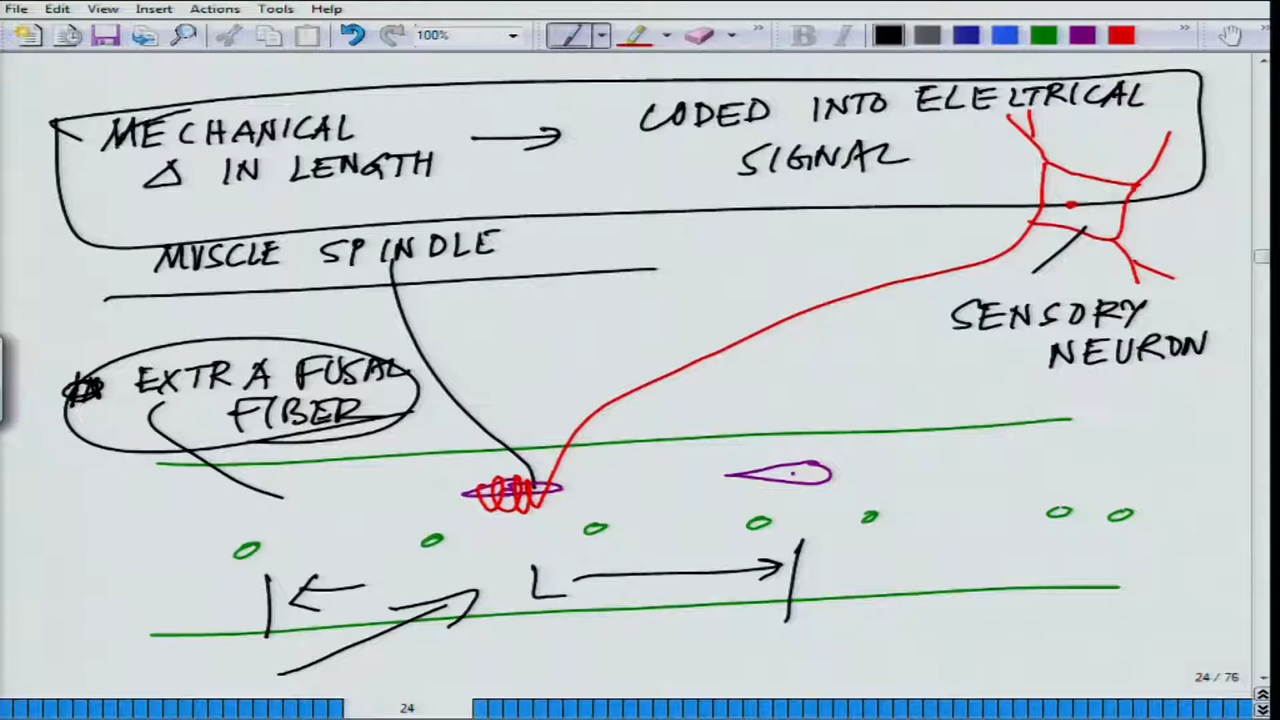 File Edit View Insert Actions Tools Help
100%
MECHANICAL → CODED INTO ELELTRICAL
Δ IN LENGTH SIGNAL
MUSCLE SPINDLE
SENSORY
NEURON
EXTRA FUSAL
FIBER
L
24 / 76
24